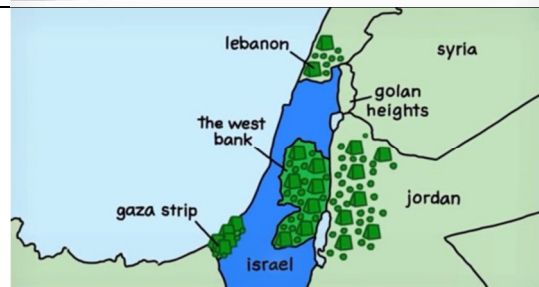 lebanon
syria
golan
heights
The west
bank
gaza strip
jordan
israel